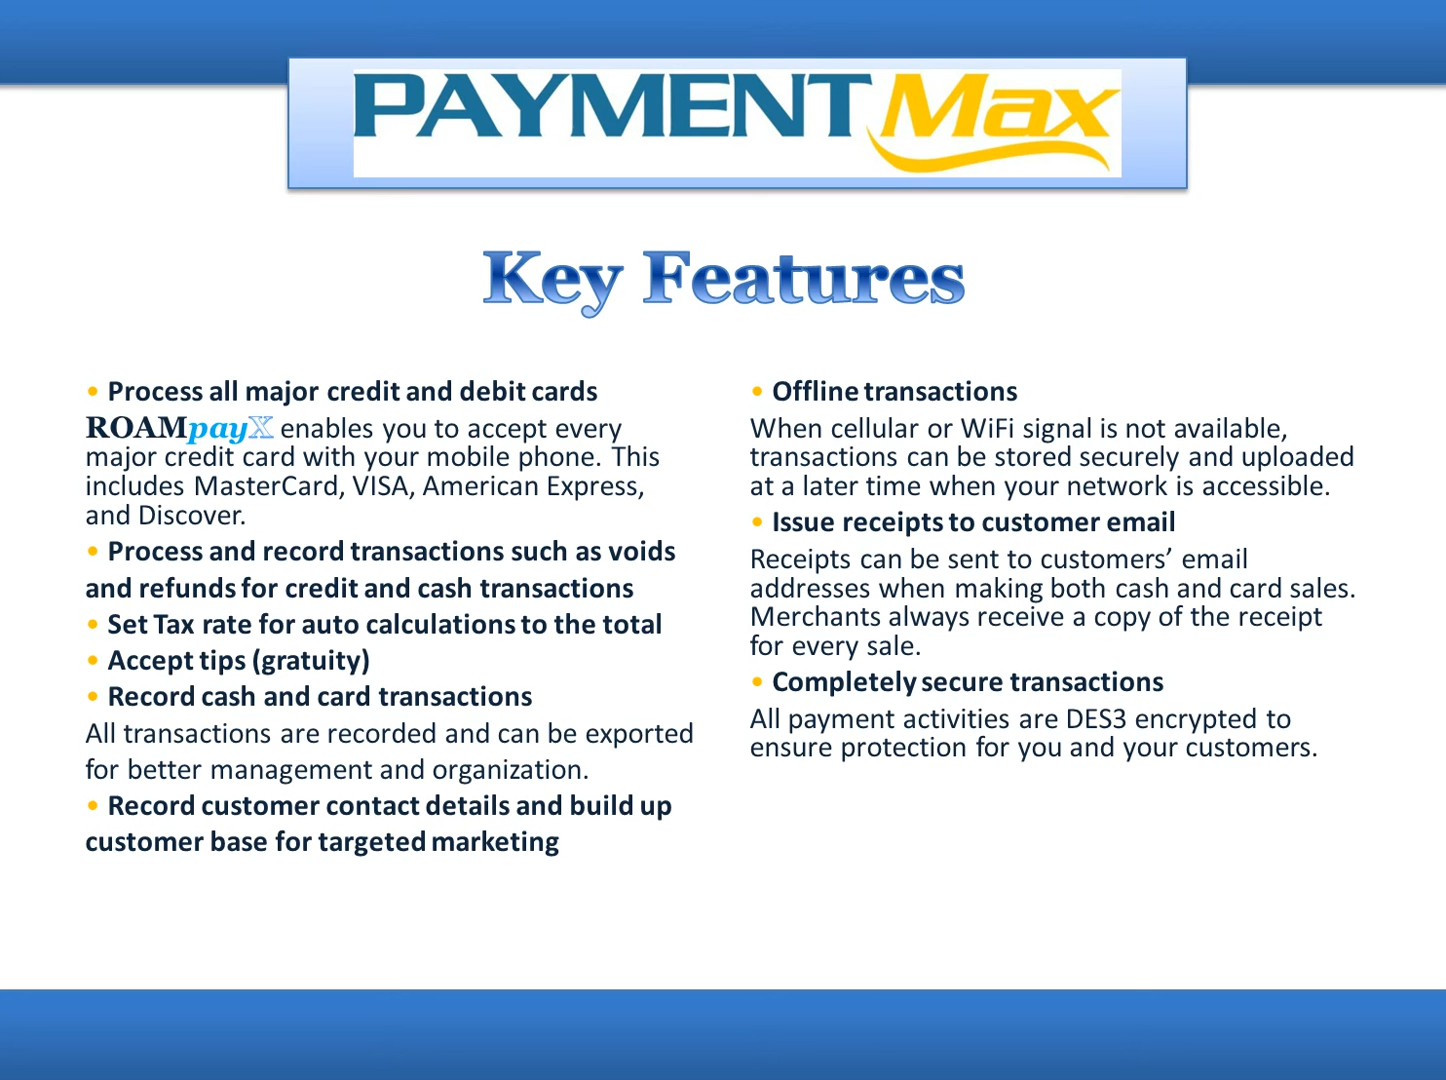 PAYMENTMax
Key Features
• Process all major credit and debit cards
ROAMpayX enables you to accept every
major credit card with your mobile phone. This
includes MasterCard, VISA, American Express,
and Discover.
• Process and record transactions such as voids
and refunds for credit and cash transactions
• Set Tax rate for auto calculations to the total
• Accept tips (gratuity)
• Record cash and card transactions
All transactions are recorded and can be exported
for better management and organization.
• Record customer contact details and build up
customer base for targeted marketing
• Offline transactions
When cellular or WiFi signal is not available,
transactions can be stored securely and uploaded
at a later time when your network is accessible.
• Issue receipts to customer email
Receipts can be sent to customers’ email
addresses when making both cash and card sales.
Merchants always receive a copy of the receipt
for every sale.
• Completely secure transactions
All payment activities are DES3 encrypted to
ensure protection for you and your customers.